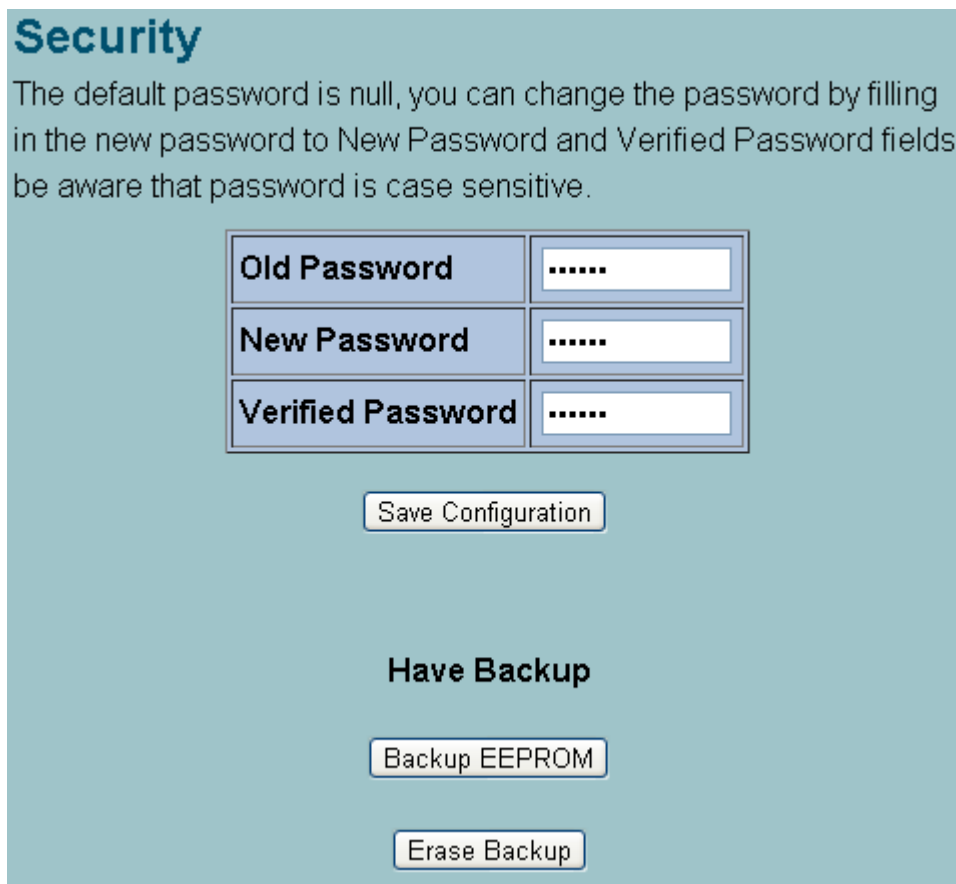 Security
The default password is null, you can change the password by filling
in the new password to New Password and Verified Password fields
be aware that password is case sensitive.
Old Password ••••••
New Password ••••••
Verified Password ••••••
Save Configuration
Have Backup
Backup EEPROM
Erase Backup